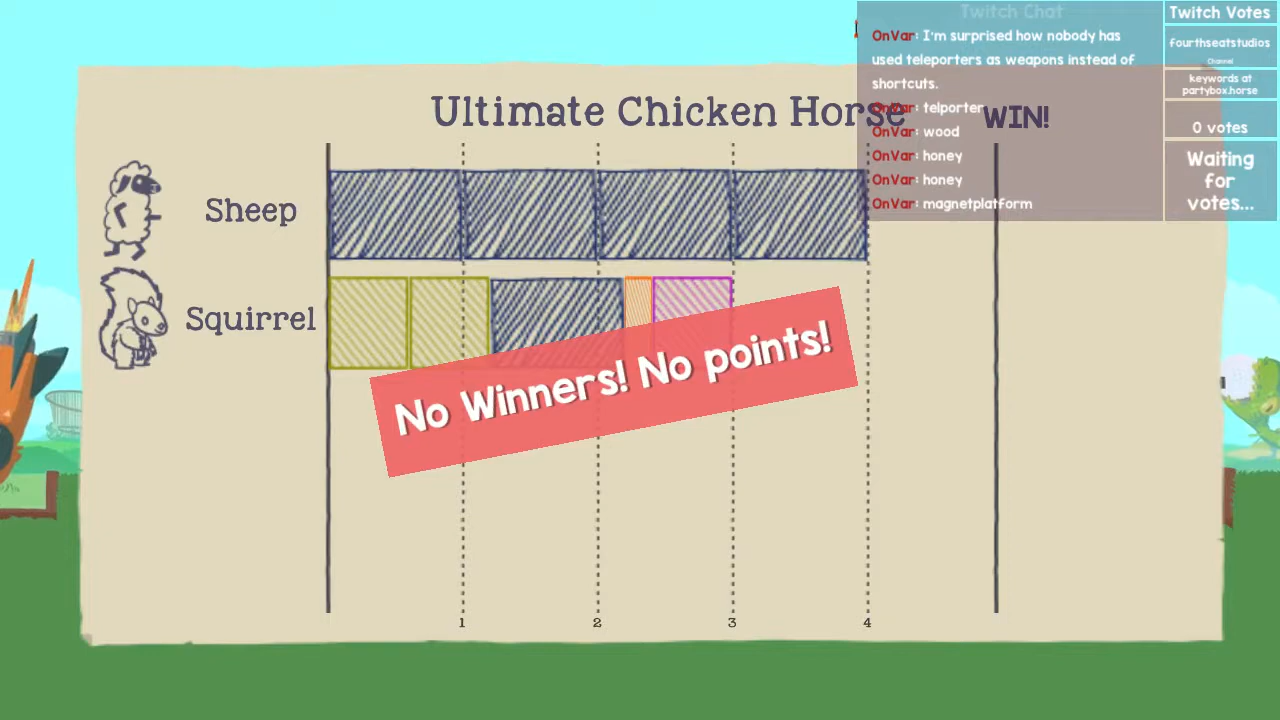 Twitch Chat
OnVar: I'm surprised how nobody has
used teleporters as weapons instead of
shortcuts.
OnVar: telporter
OnVar: wood
OnVar: honey
OnVar: honey
OnVar: magnetplatform
Twitch Votes
fourthseatstudios
Channel
keywords at
partybox.horse
0 votes
Waiting
for
votes...
Ultimate Chicken Horse
WIN!
Sheep
Squirrel
No Winners! No points!
1 2 3 4